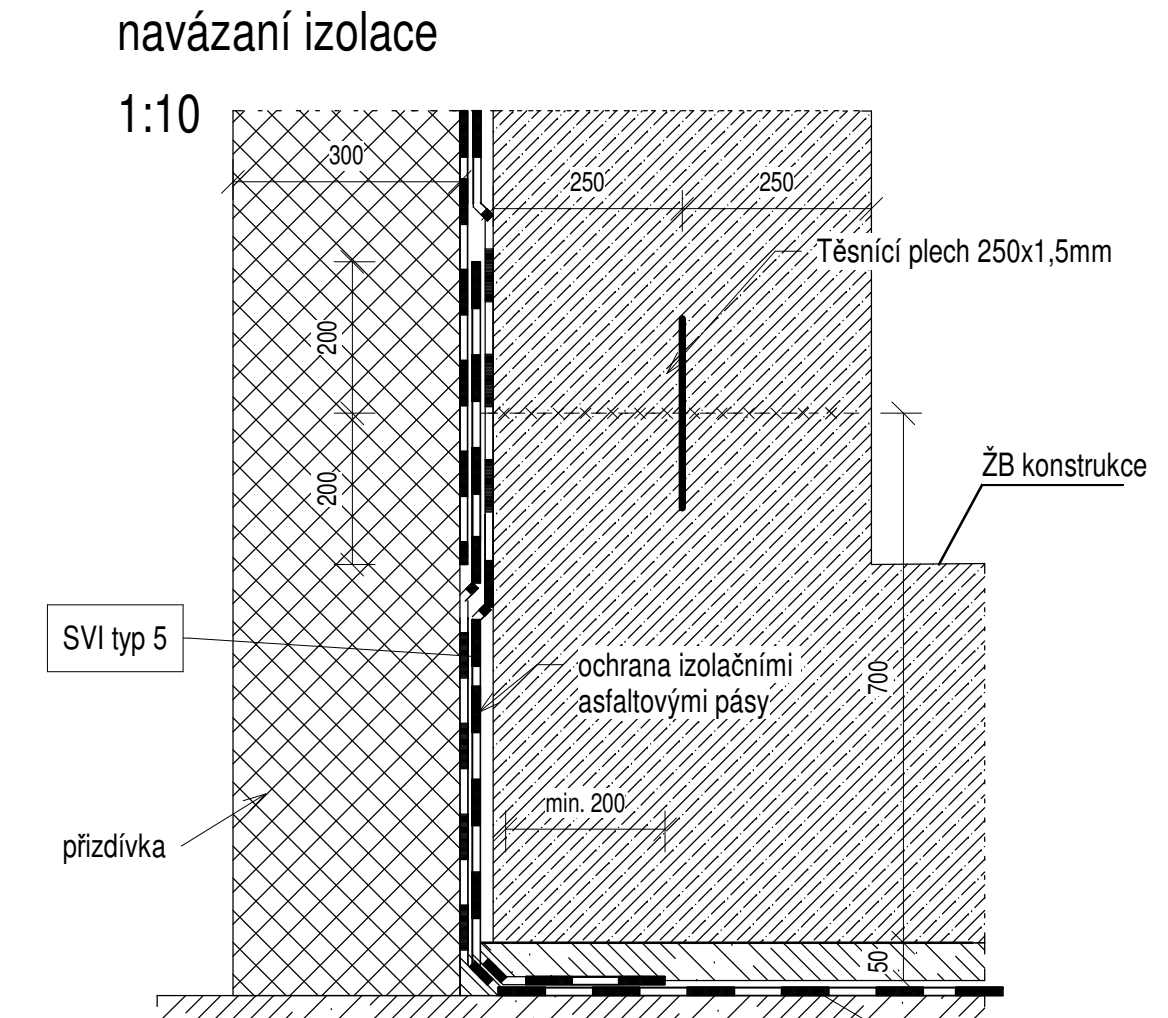 navázaní izolace
1:10
300
250
250
Těsnící plech 250x1,5mm
200
200
ŽB konstrukce
SVI typ 5
ochrana izolačními
asfaltovými pásy
700
min. 200
přizdívka
50